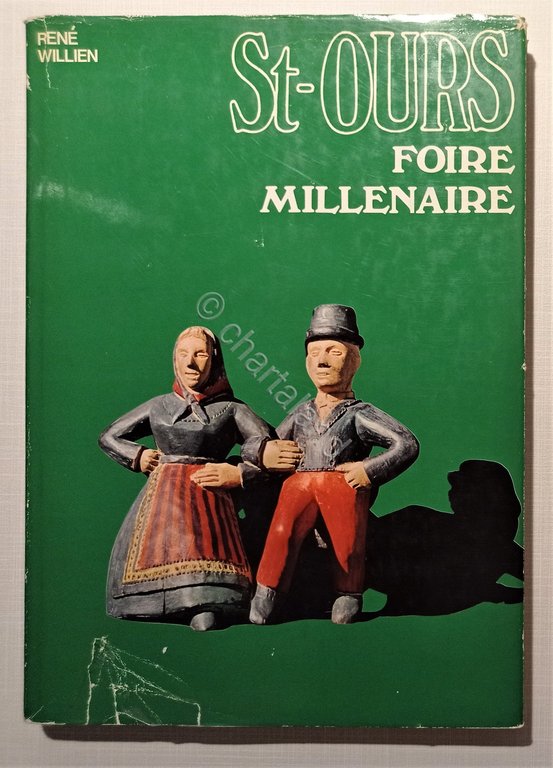 RENÉ
WILLIEN
St-OURS
FOIRE
MILLENAIRE